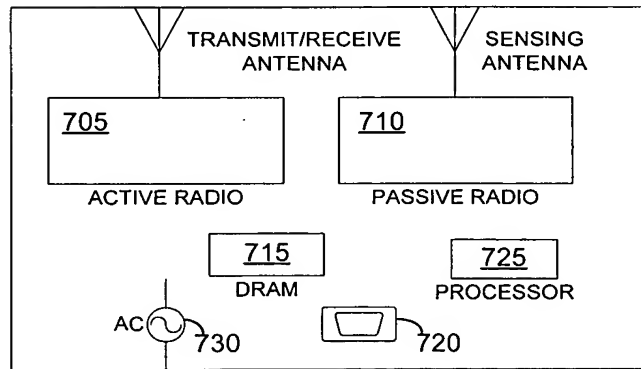 TRANSMIT/RECEIVE
ANTENNA
SENSING
ANTENNA
705
710
ACTIVE RADIO
PASSIVE RADIO
715
725
DRAM
PROCESSOR
AC
730
720